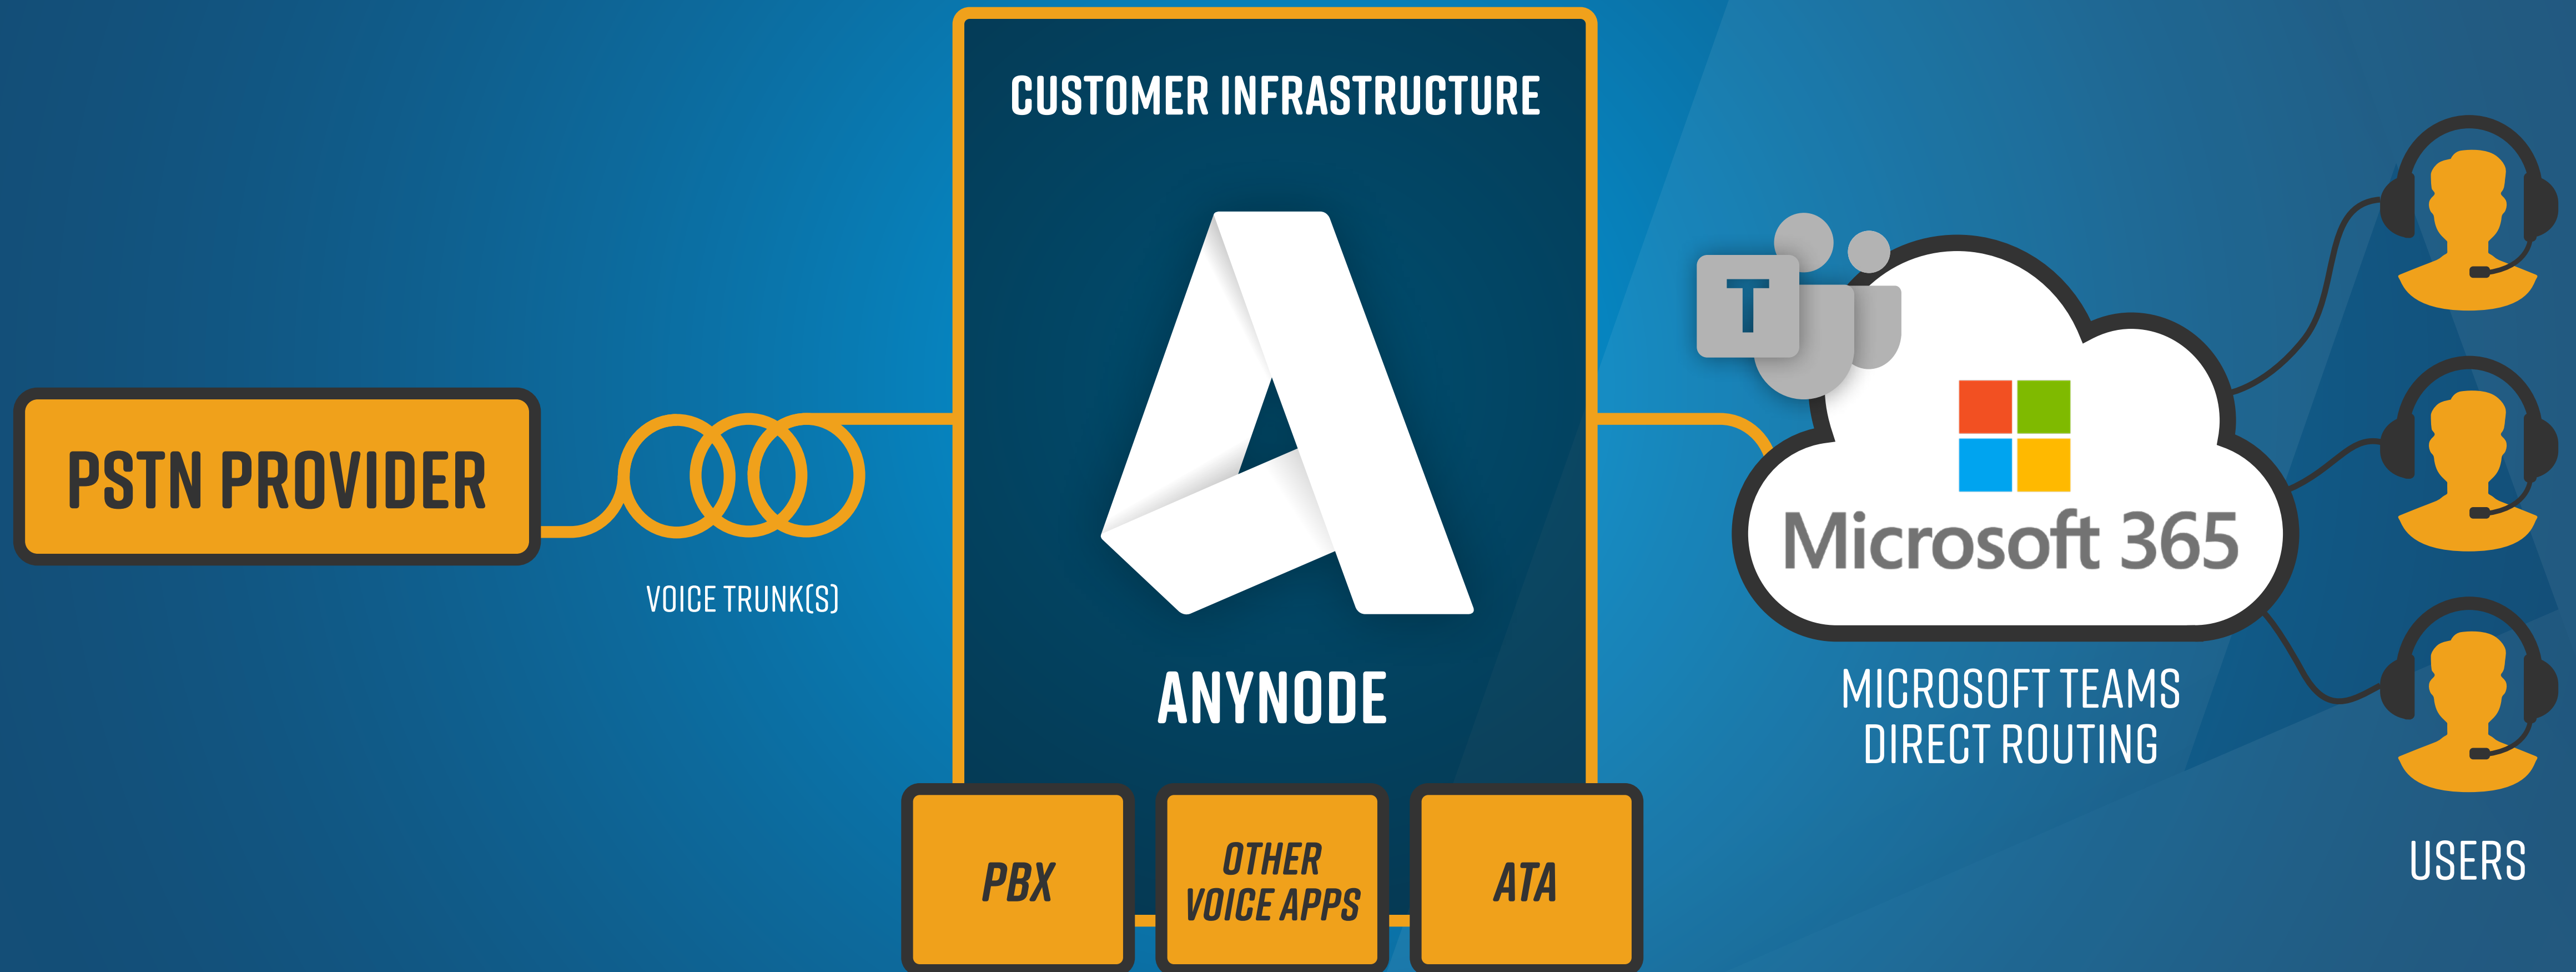 CUSTOMER INFRASTRUCTURE
PSTN PROVIDER
VOICE TRUNK(S)
ANYNODE
PBX
OTHER
VOICE APPS
ATA
T
Microsoft 365
MICROSOFT TEAMS
DIRECT ROUTING
USERS